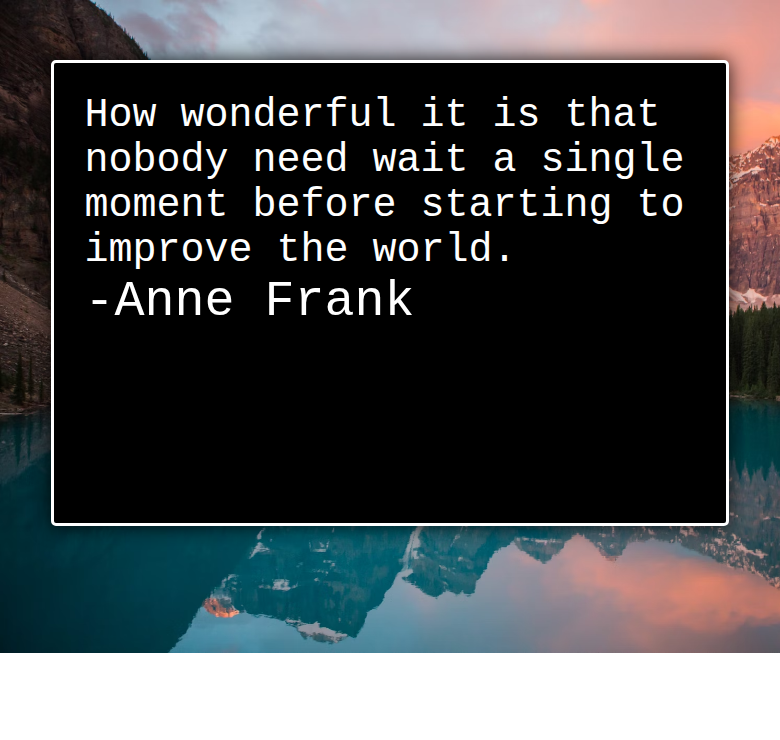 How wonderful it is that
nobody need wait a single
moment before starting to
improve the world.
-Anne Frank